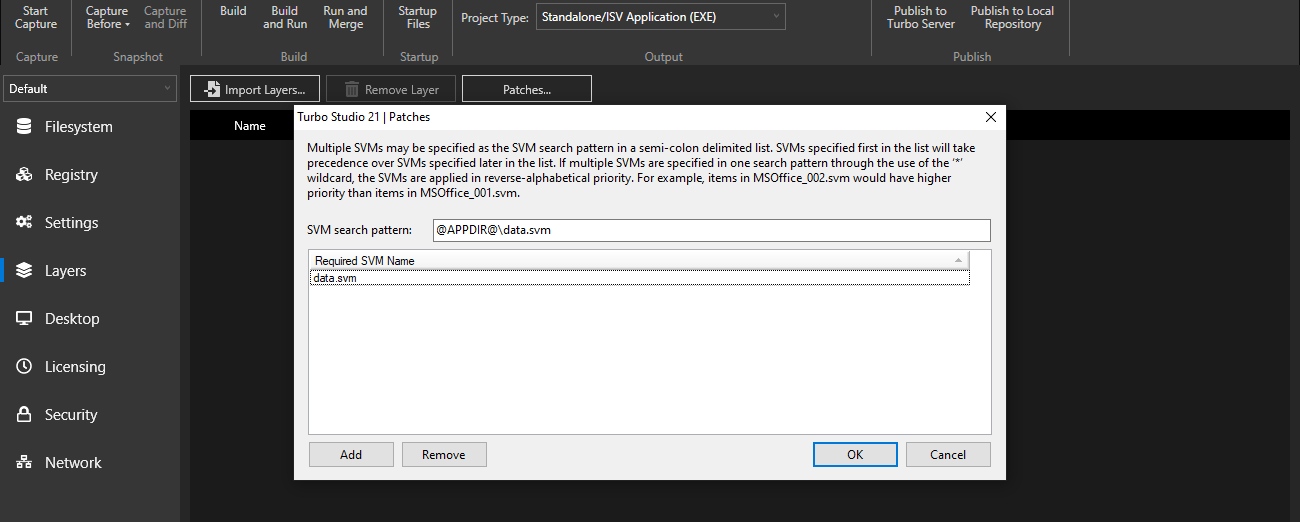 Start Capture
Capture Before
Capture and Diff
Build
Build and Run
Run and Merge
Startup Files
Project Type:
Standalone/ISV Application (EXE)
Publish to Turbo Server
Publish to Local Repository
Capture
Snapshot
Build
Startup
Output
Publish
Default
Import Layers...
Remove Layer
Patches...
Name
Filesystem
Registry
Settings
Layers
Desktop
Licensing
Security
Network
Turbo Studio 21 | Patches
Multiple SVMs may be specified as the SVM search pattern in a semi-colon delimited list. SVMs specified first in the list will take
precedence over SVMs specified later in the list. If multiple SVMs are specified in one search pattern through the use of the '*'
wildcard, the SVMs are applied in reverse-alphabetical priority. For example, items in MSOffice_002.svm would have higher
priority than items in MSOffice_001.svm.
SVM search pattern:
@APPDIR@\data.svm
Required SVM Name
data.svm
Add
Remove
OK
Cancel